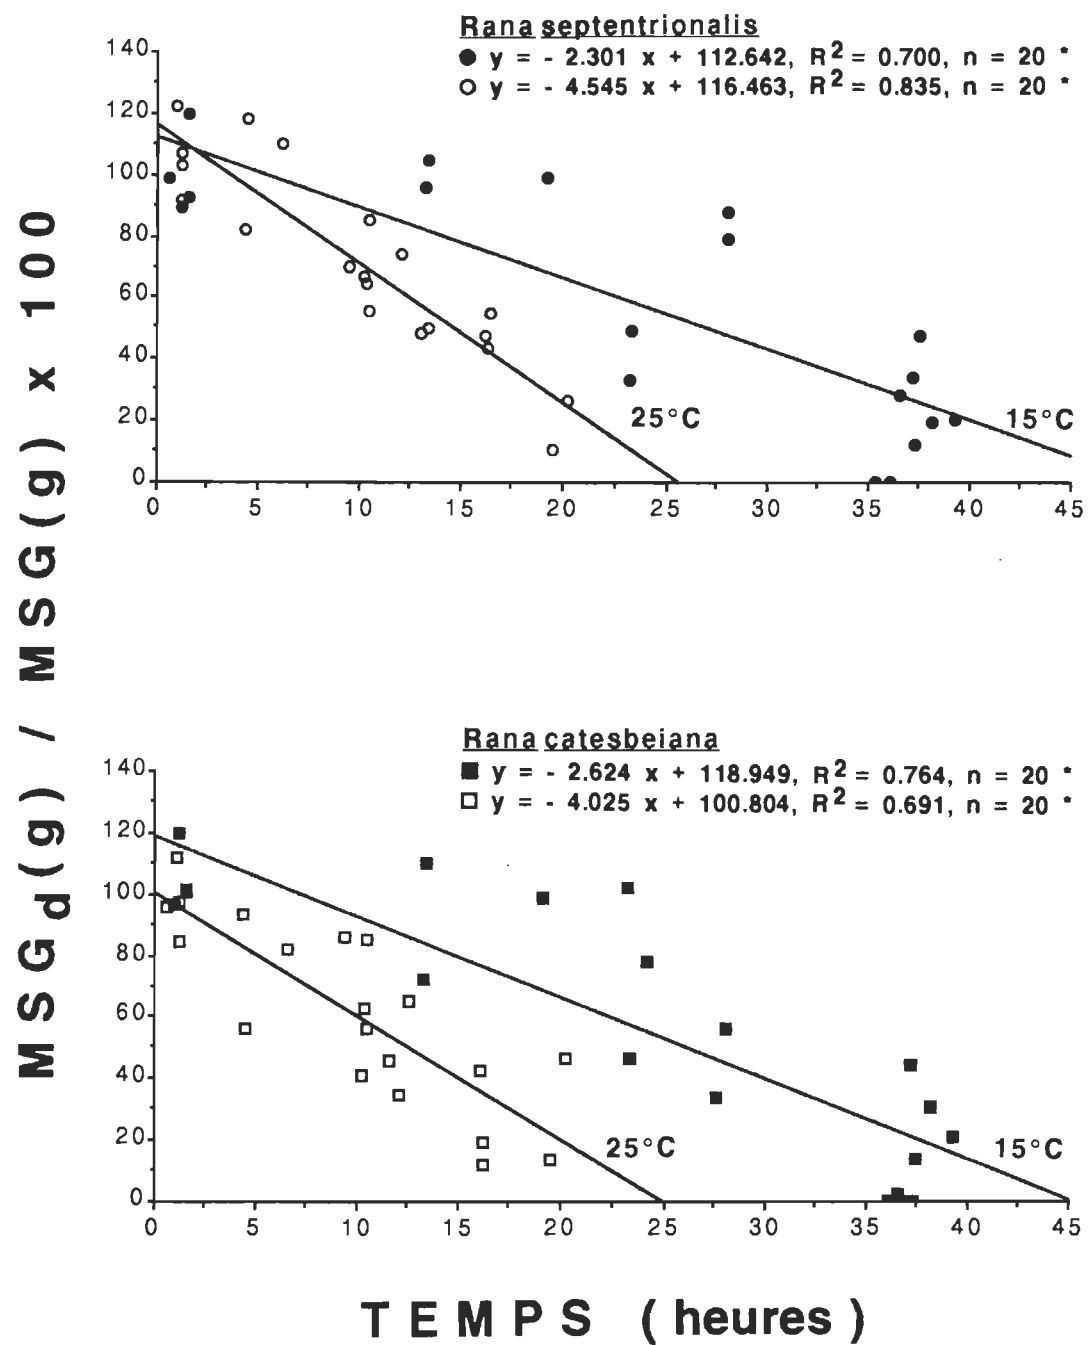 Rana septentrionalis
● y = - 2.301 x + 112.642, R2 = 0.700, n = 20 *
○ y = - 4.545 x + 116.463, R2 = 0.835, n = 20 *
140
120
100
80
60
40
20
0
25°C
15°C
0 5 10 15 20 25 30 35 40 45
MSGd(g) / MSG(g) x 100
Rana catesbeiana
■ y = - 2.624 x + 118.949, R2 = 0.764, n = 20 *
□ y = - 4.025 x + 100.804, R2 = 0.691, n = 20 *
140
120
100
80
60
40
20
0
25°C
15°C
0 5 10 15 20 25 30 35 40 45
TEMPS (heures)